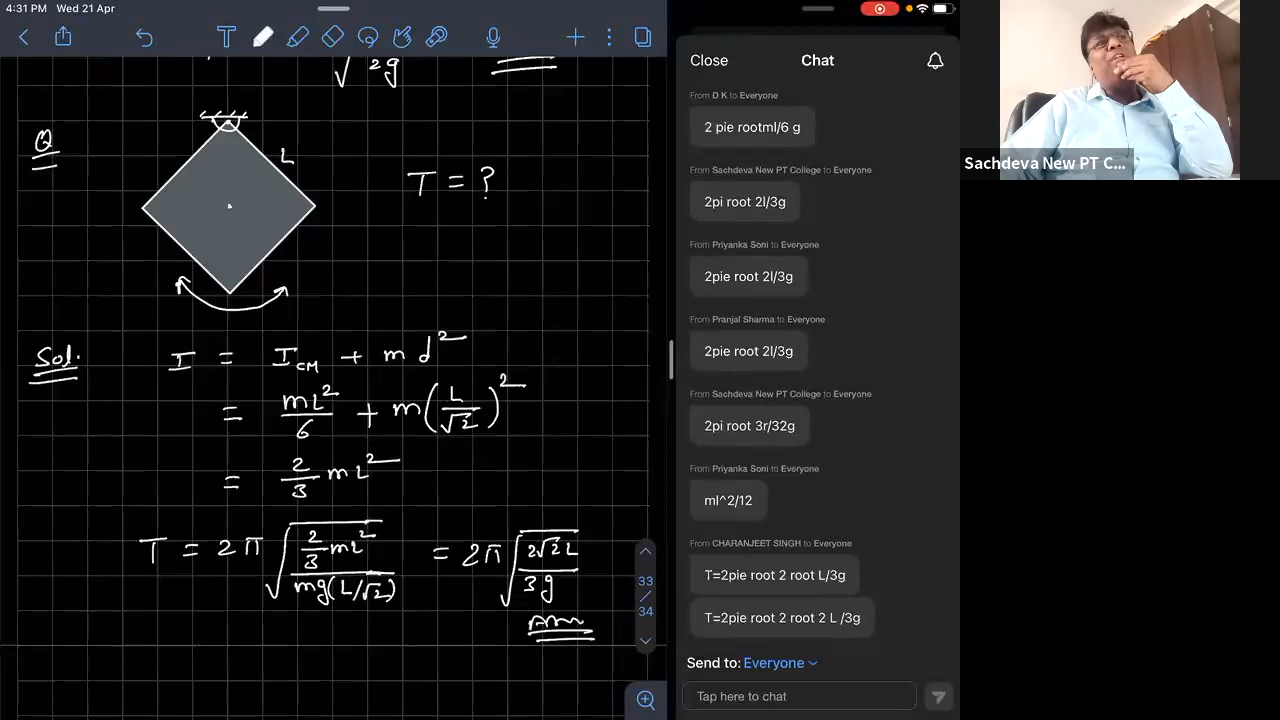 4:31 PM Wed 21 Apr
T
√ 2g
Q
L
T = ?
Sol. I = I_CM + m d²
= mL²/6 + m(L/√2)²
= 2/3 mL²
T = 2π √(2/3 mL² / mg(L/√2)) = 2π √(2√2 L / 3g)
Ans
33
/
34
Close
Chat
From O K to Everyone
2 pie rootml/6 g
From Sachdeva New PT College to Everyone
2pi root 2l/3g
From Priyanka Soni to Everyone
2pie root 2l/3g
From Pranjal Sharma to Everyone
2pie root 2l/3g
From Sachdeva New PT College to Everyone
2pi root 3r/32g
From Priyanka Soni to Everyone
ml^2/12
From CHARANJEET SINGH to Everyone
T=2pie root 2 root L/3g
T=2pie root 2 root 2 L /3g
Send to: Everyone
Tap here to chat
Sachdeva New PT C...